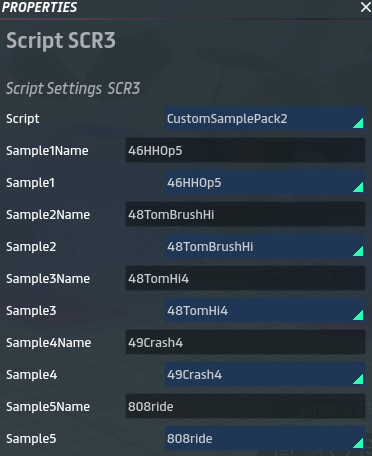 PROPERTIES
Script SCR3
Script Settings SCR3
Script CustomSamplePack2
Sample1Name 46HHOp5
Sample1 46HHOp5
Sample2Name 48TomBrushHi
Sample2 48TomBrushHi
Sample3Name 48TomHi4
Sample3 48TomHi4
Sample4Name 49Crash4
Sample4 49Crash4
Sample5Name 808ride
Sample5 808ride